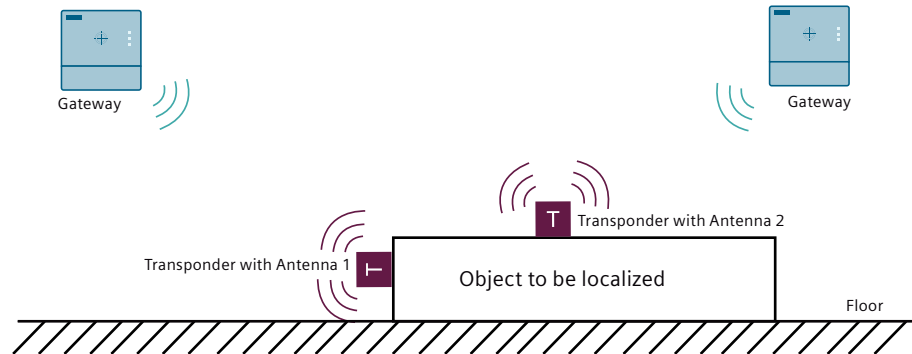 Gateway
Gateway
T
Transponder with Antenna 2
Transponder with Antenna 1
T
Object to be localized
Floor